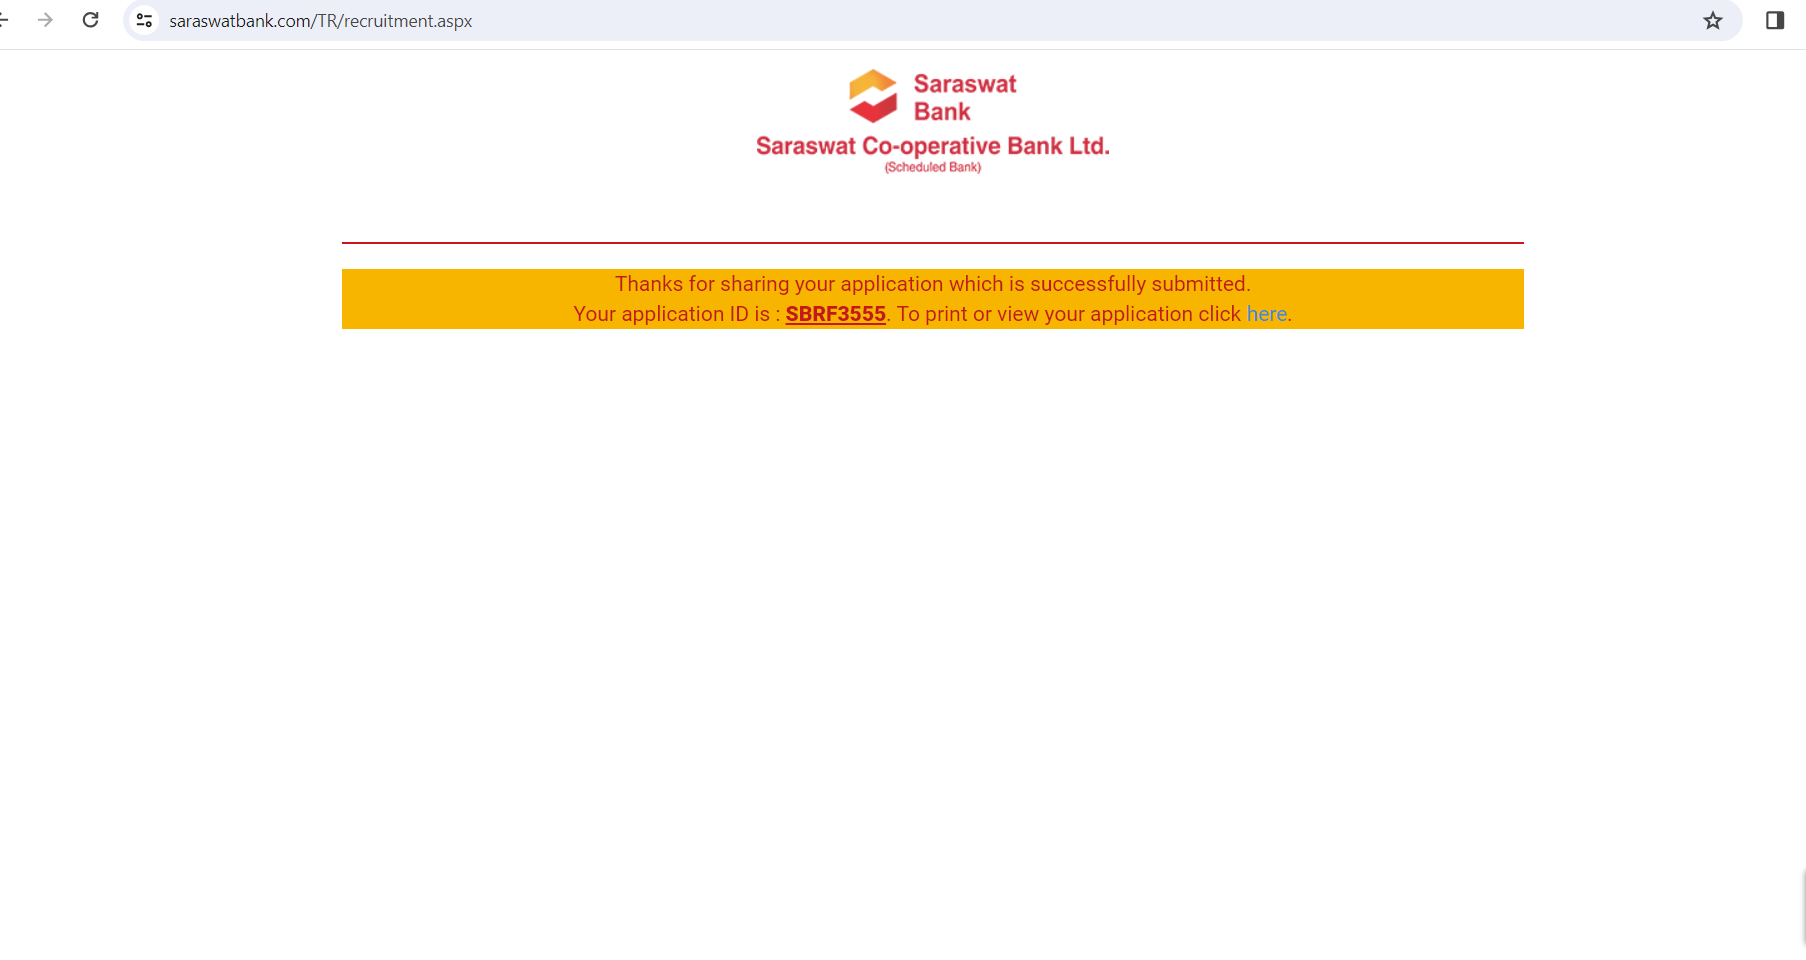 saraswatbank.com/TR/recruitment.aspx
Saraswat
Bank
Saraswat Co-operative Bank Ltd.
(Scheduled Bank)
Thanks for sharing your application which is successfully submitted.
Your application ID is : SBRF3555. To print or view your application click here.